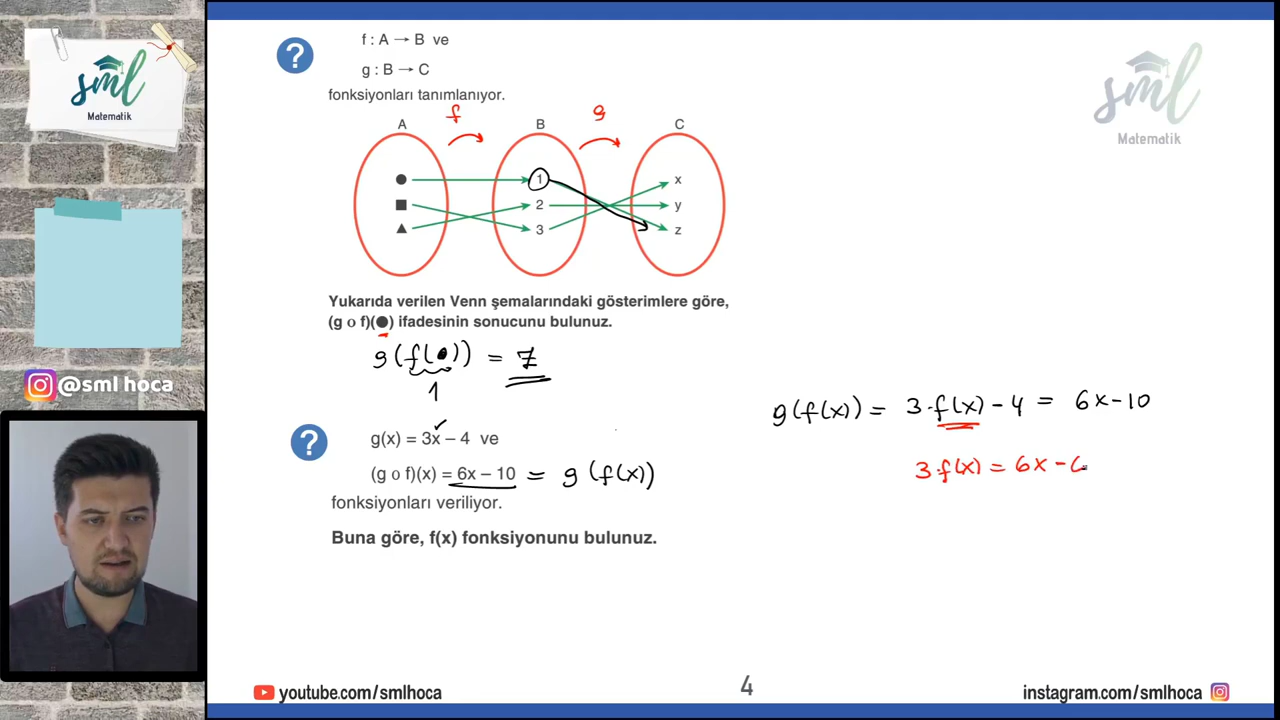 sml
Matematik
@sml hoca
f : A → B ve
g : B → C
fonksiyonları tanımlanıyor.
f g
A B C
● 1 x
■ 2 y
▲ 3 z
Yukarıda verilen Venn şemalarındaki gösterimlere göre,
(g o f)(●) ifadesinin sonucunu bulunuz.
g(f(●)) = z
1
g(x) = 3x – 4 ve
(g o f)(x) = 6x – 10 = g(f(x))
fonksiyonları veriliyor.
Buna göre, f(x) fonksiyonunu bulunuz.
g(f(x)) = 3·f(x) – 4 = 6x – 10
3·f(x) = 6x –
sml
Matematik
youtube.com/smlhoca
4
instagram.com/smlhoca